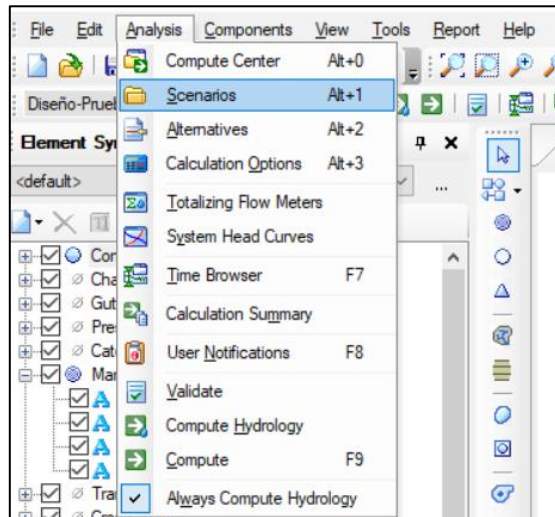 File Edit Analysis Components View Tools Report Help
Compute Center Alt+0
Diseño-Prue
Scenarios Alt+1
Element Sy
Alternatives Alt+2
<default>
Calculation Options Alt+3
Totalizing Flow Meters
System Head Curves
Con
Time Browser F7
Cha
Gut
Calculation Summary
Pre
Cat
User Notifications F8
Mar
Validate
Compute Hydrology
Compute F9
Tra
Always Compute Hydrology